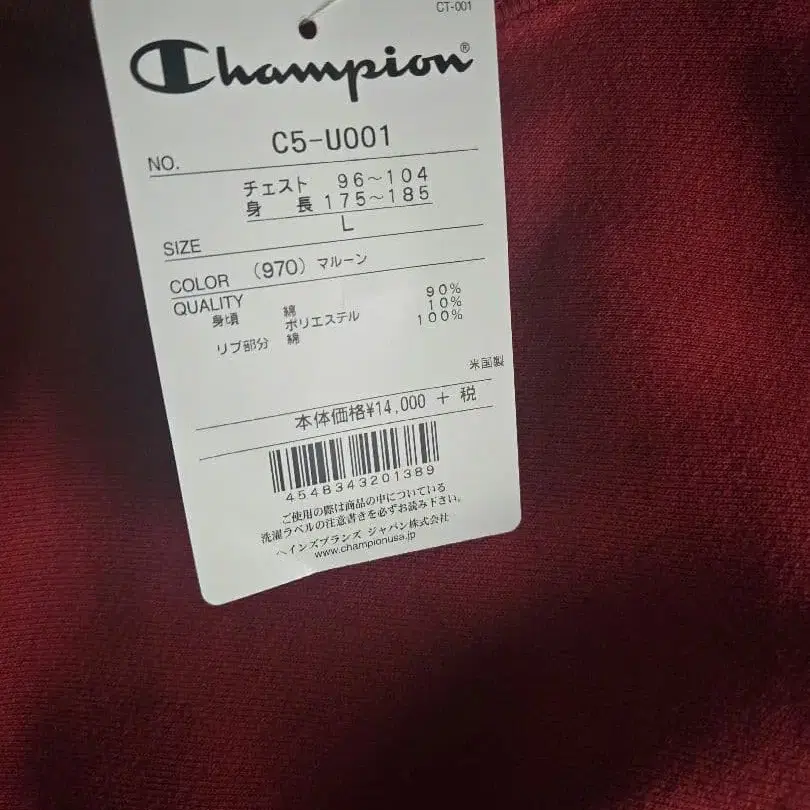 CT-001
Champion®
NO. C5-U001
チェスト 96~104
身 長 175~185
SIZE L
COLOR (970) マルーン
QUALITY
身頃 綿 90%
ポリエステル 10%
リブ部分 綿 100%
米国製
本体価格¥14,000 + 税
4548343201389
ご使用の際は商品の中についている
洗濯ラベルの注意書きを必ずお読み下さい。
ヘインズブランズ ジャパン株式会社
www.championusa.jp